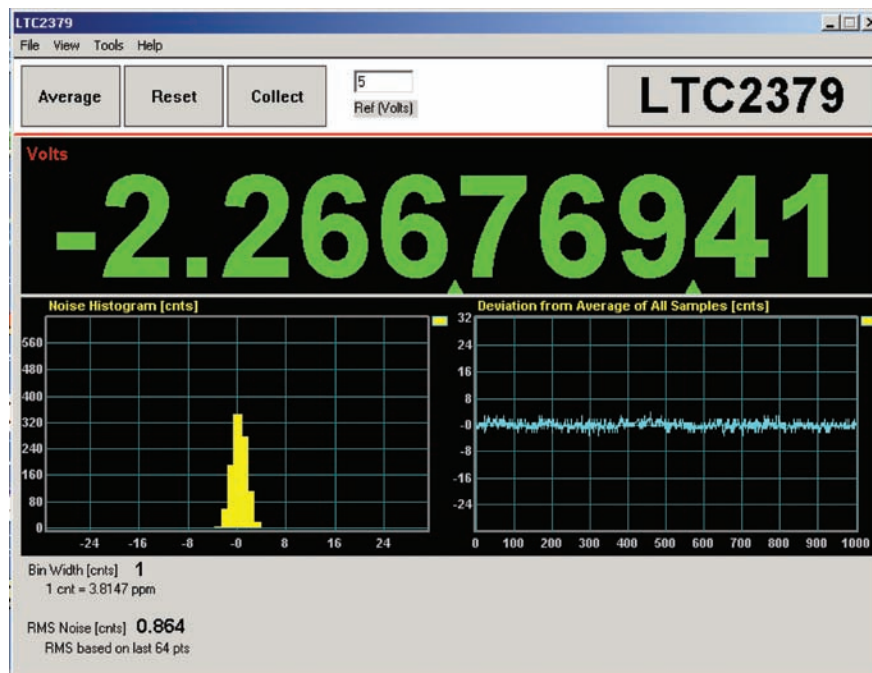 LTC2379
File View Tools Help
Average Reset Collect
5
Ref (Volts)
LTC2379
Volts
-2.26676941
Noise Histogram [cnts]
560
480
400
320
240
160
80
0
-24 -16 -8 -0 8 16 24
Deviation from Average of All Samples [cnts]
32
24
16
8
-0
-8
-16
-24
0 100 200 300 400 500 600 700 800 900 1000
Bin Width [cnts] 1
1 cnt = 3.8147 ppm
RMS Noise [cnts] 0.864
RMS based on last 64 pts